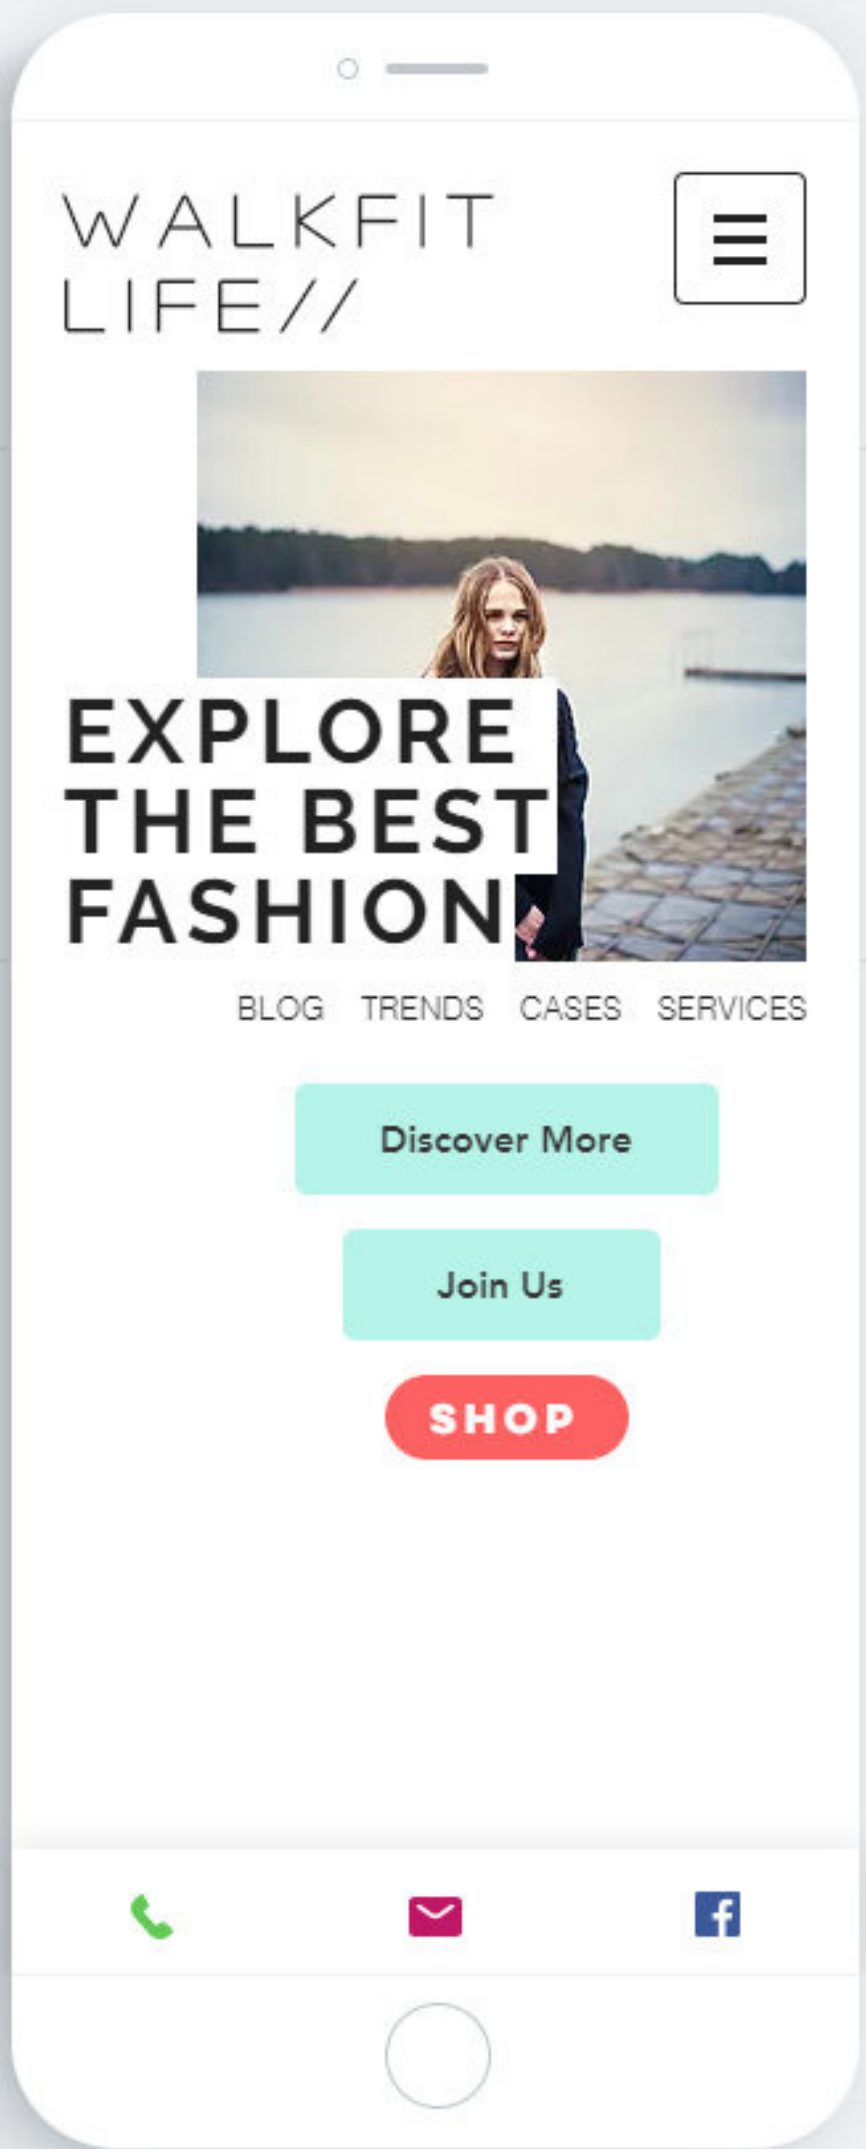 WALKFIT
LIFE//
EXPLORE
THE BEST
FASHION
BLOG TRENDS CASES SERVICES
Discover More
Join Us
SHOP